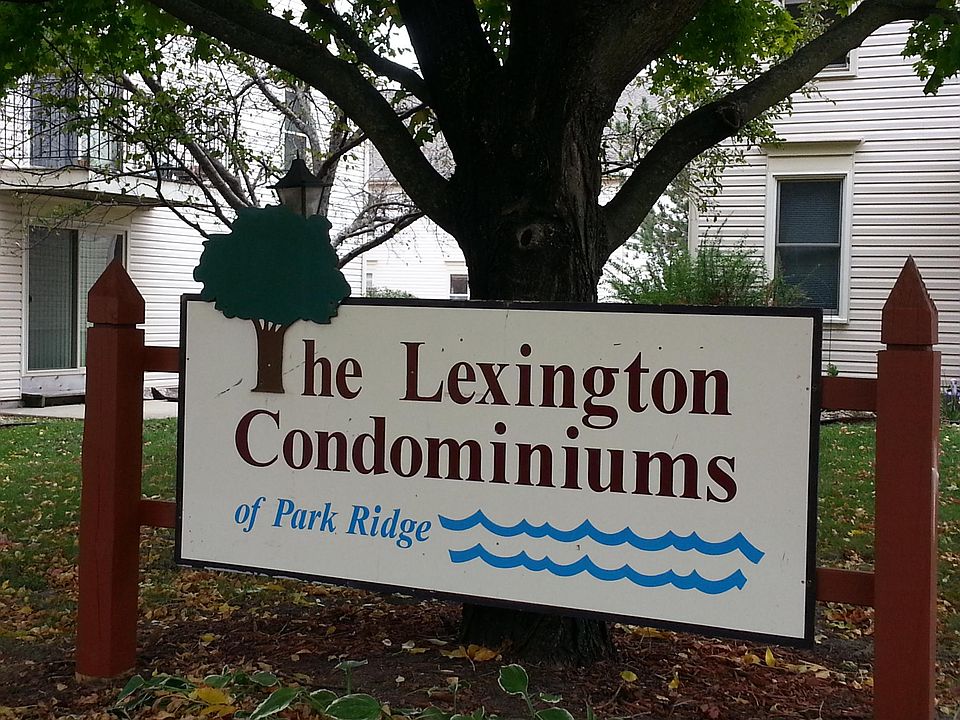 The Lexington
Condominiums
of Park Ridge